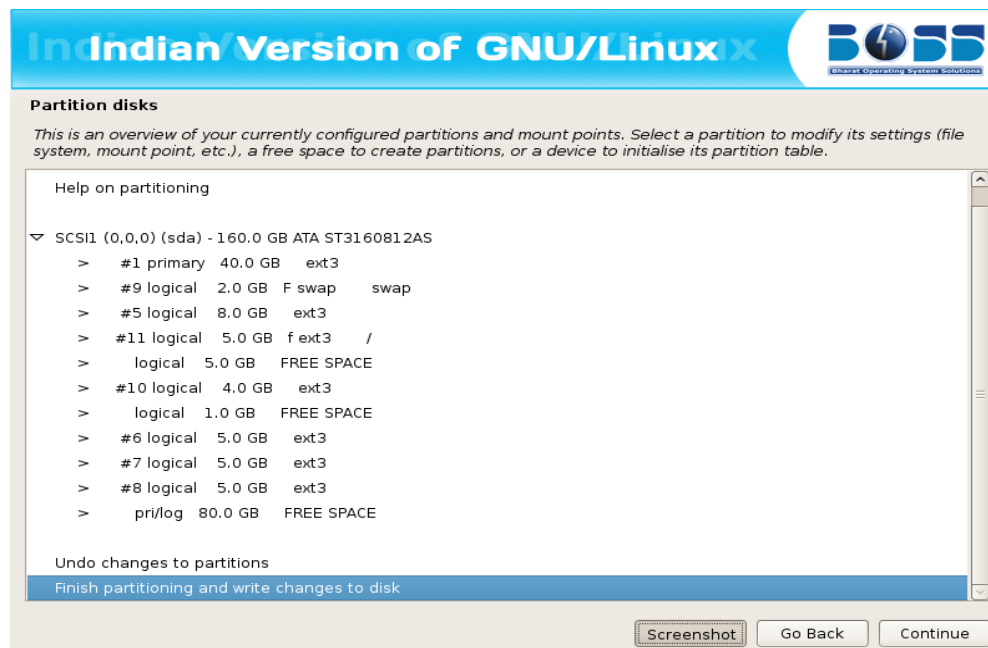 Indian Version of GNU/Linux
BOSS
Bharat Operating System Solutions
Partition disks
This is an overview of your currently configured partitions and mount points. Select a partition to modify its settings (file
system, mount point, etc.), a free space to create partitions, or a device to initialise its partition table.
Help on partitioning
SCSI1 (0,0,0) (sda) - 160.0 GB ATA ST3160812AS
> #1 primary 40.0 GB ext3
> #9 logical 2.0 GB F swap swap
> #5 logical 8.0 GB ext3
> #11 logical 5.0 GB f ext3 /
> logical 5.0 GB FREE SPACE
> #10 logical 4.0 GB ext3
> logical 1.0 GB FREE SPACE
> #6 logical 5.0 GB ext3
> #7 logical 5.0 GB ext3
> #8 logical 5.0 GB ext3
> pri/log 80.0 GB FREE SPACE
Undo changes to partitions
Finish partitioning and write changes to disk
Screenshot Go Back Continue